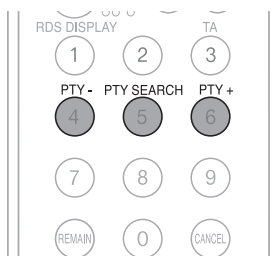 RDS DISPLAY TA
1 2 3
PTY - PTY SEARCH PTY +
4 5 6
7 8 9
REMAIN 0 CANCEL